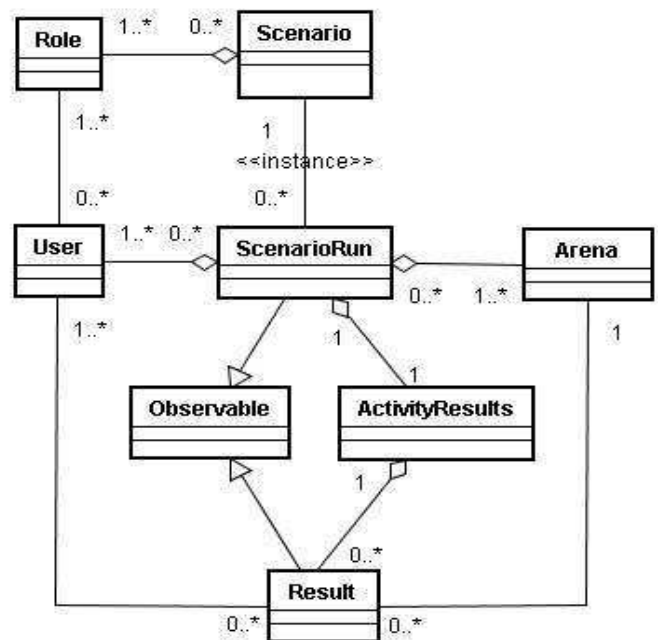 Role
1..* 0..*
Scenario
1..*
1
<<instance>>
0..*
0..*
User
1..* 0..*
ScenarioRun
0..* 1..*
Arena
1..*
1
1
1
Observable
ActivityResults
1
0..*
Result
0..*
0..*